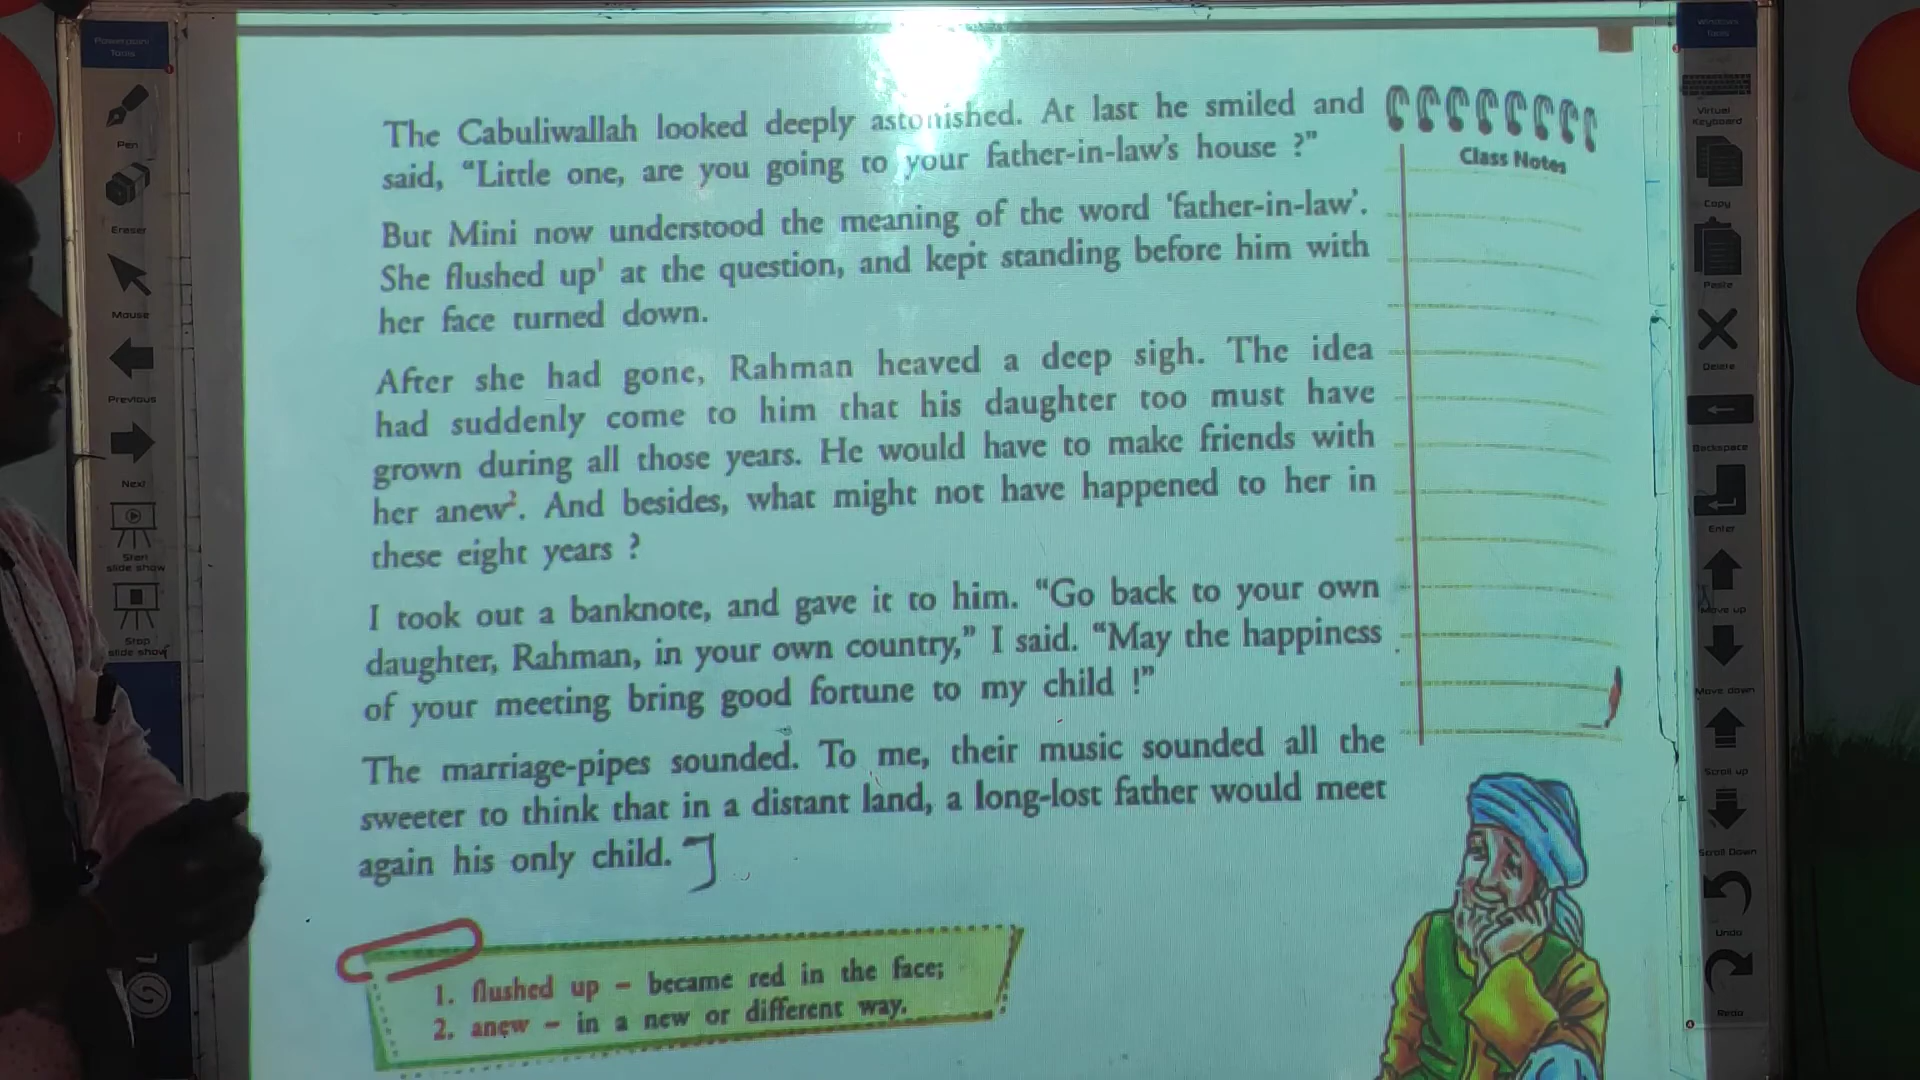 Powerpoint
Tools
Pen
Eraser
Mouse
Previous
Next
Start
slide show
Stop
slide show
The Cabuliwallah looked deeply astonished. At last he smiled and
said, “Little one, are you going to your father-in-law’s house ?”
But Mini now understood the meaning of the word ‘father-in-law’.
She flushed up¹ at the question, and kept standing before him with
her face turned down.
After she had gone, Rahman heaved a deep sigh. The idea
had suddenly come to him that his daughter too must have
grown during all those years. He would have to make friends with
her anew². And besides, what might not have happened to her in
these eight years ?
I took out a banknote, and gave it to him. “Go back to your own
daughter, Rahman, in your own country,” I said. “May the happiness
of your meeting bring good fortune to my child !”
The marriage-pipes sounded. To me, their music sounded all the
sweeter to think that in a distant land, a long-lost father would meet
again his only child.
1. flushed up – became red in the face;
2. anew – in a new or different way.
Class Notes
Windows
Tools
Virtual
Keyboard
Copy
Paste
Delete
Backspace
Enter
Move up
Move down
Scroll up
Scroll Down
Undo
Redo